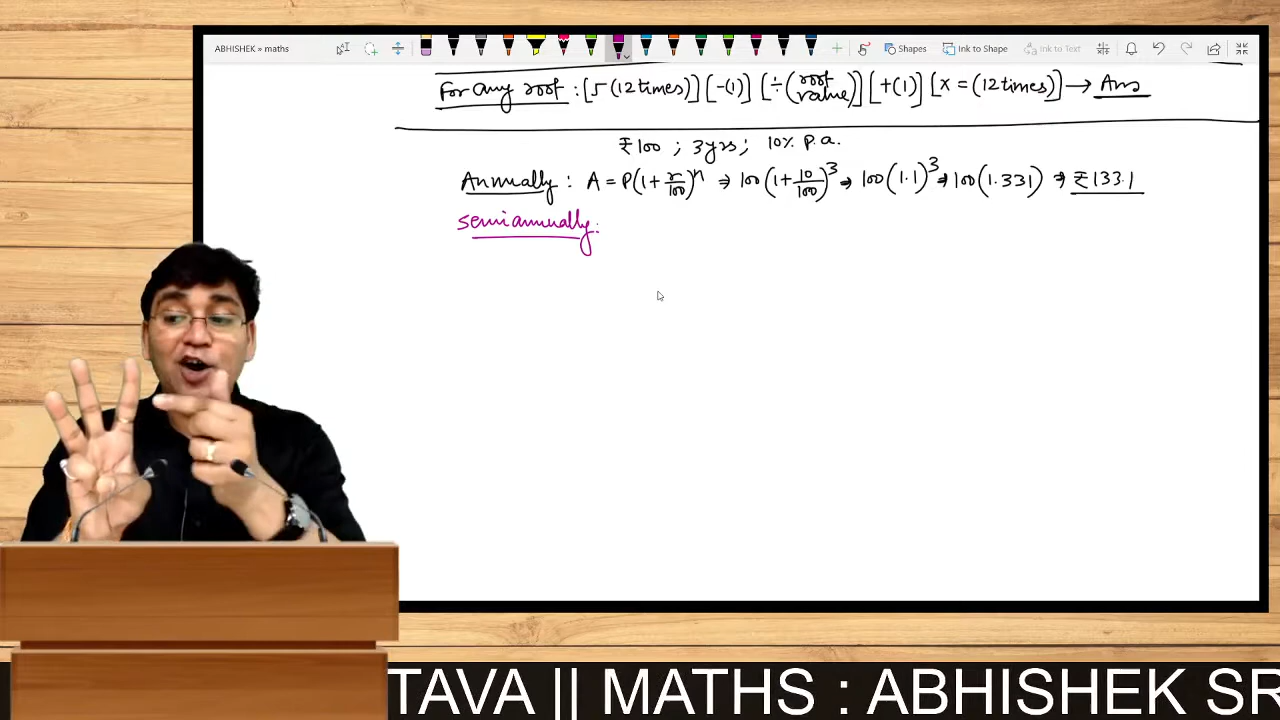 ABHISHEK » maths
Shapes
Ink to Shape
Ink to Text
For any root : [√ (12 times)] [-(1)] [÷ (root value)] [+(1)] [x = (12 times)] → Ans
₹100 ; 3yrs; 10% p.a.
Annually : A = P(1+r/100)^n ⇒ 100(1+10/100)^3 ⇒ 100(1.1)^3 ⇒ 100(1.331) ⇒ ₹133.1
semiannually:
TAVA || MATHS : ABHISHEK SR